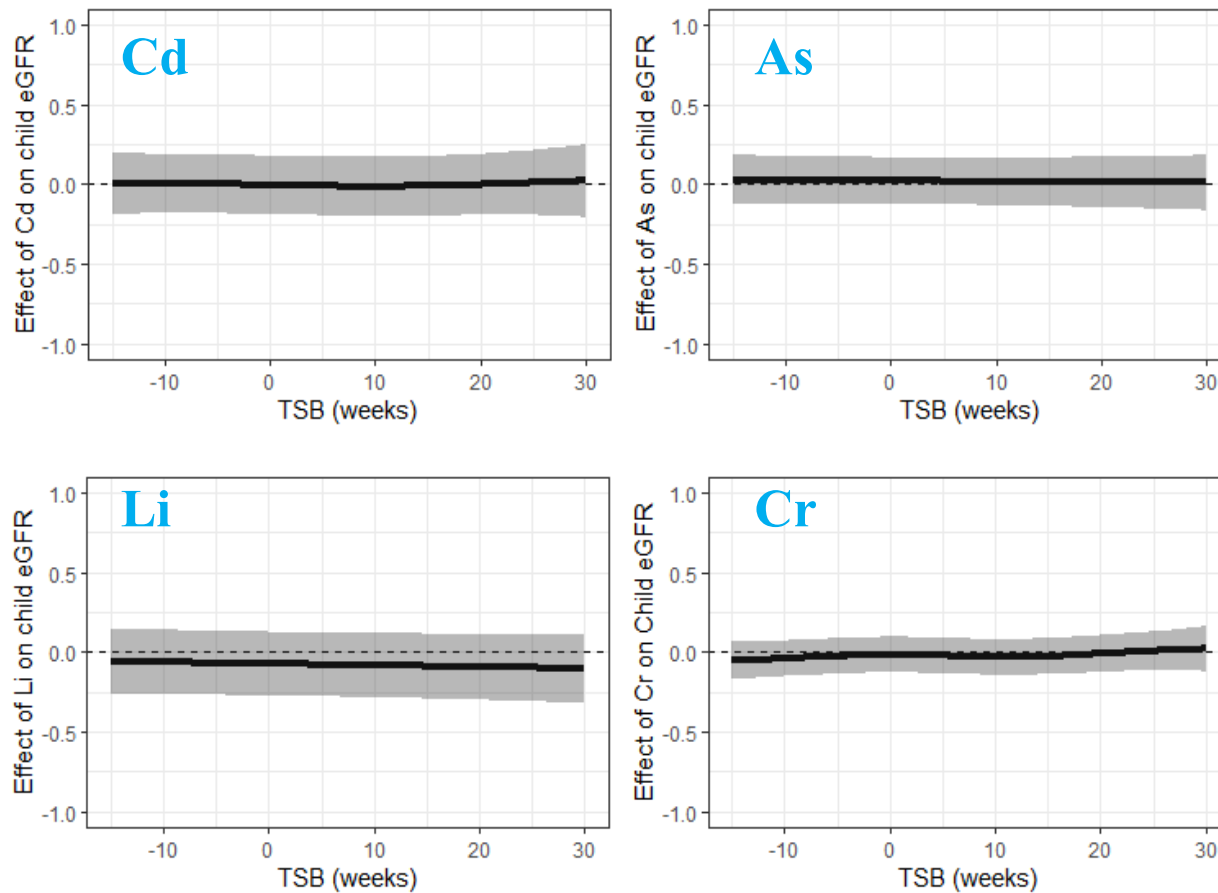 Cd
Effect of Cd on child eGFR
1.0
0.5
0.0
-0.5
-1.0
-10 0 10 20 30
TSB (weeks)
As
Effect of As on child eGFR
1.0
0.5
0.0
-0.5
-1.0
-10 0 10 20 30
TSB (weeks)
Li
Effect of Li on child eGFR
1.0
0.5
0.0
-0.5
-1.0
-10 0 10 20 30
TSB (weeks)
Cr
Effect of Cr on Child eGFR
1.0
0.5
0.0
-0.5
-1.0
-10 0 10 20 30
TSB (weeks)